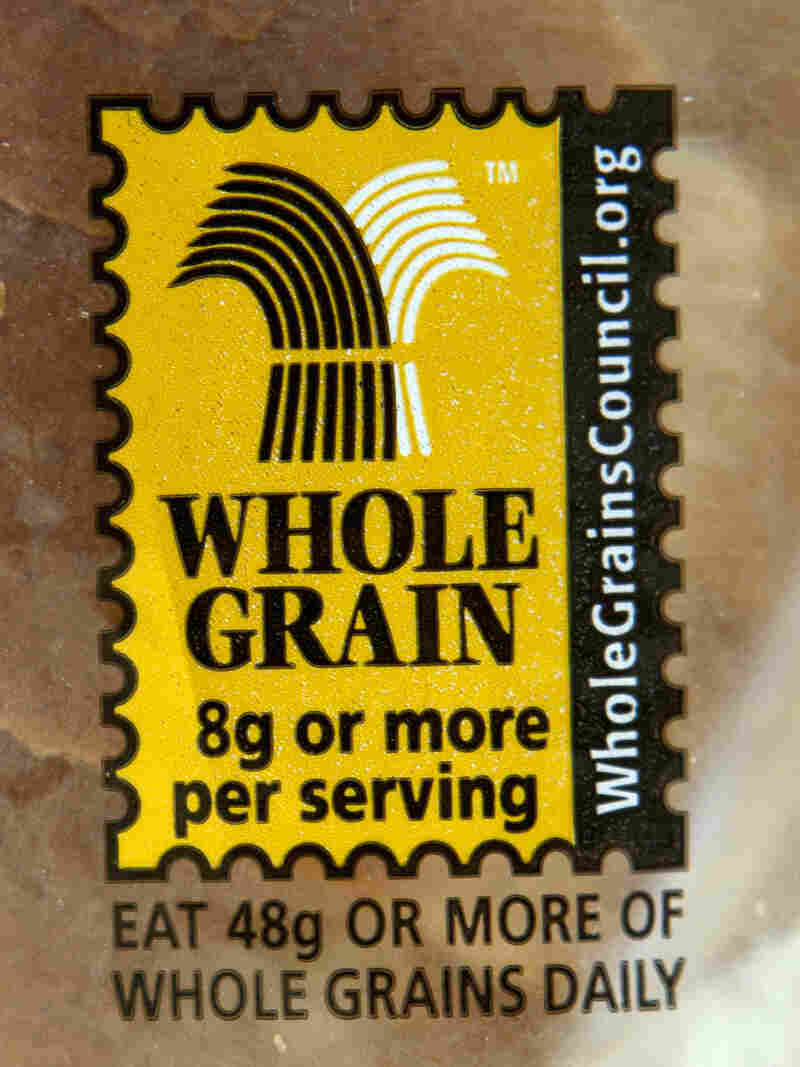 TM
WHOLE
GRAIN
8g or more
per serving
WholeGrainsCouncil.org
EAT 48g OR MORE OF
WHOLE GRAINS DAILY